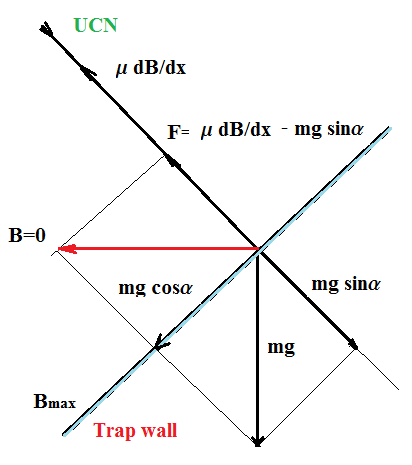 UCN
μ dB/dx
F= μ dB/dx - mg sinα
B=0
mg cosα
mg sinα
mg
Bmax
Trap wall